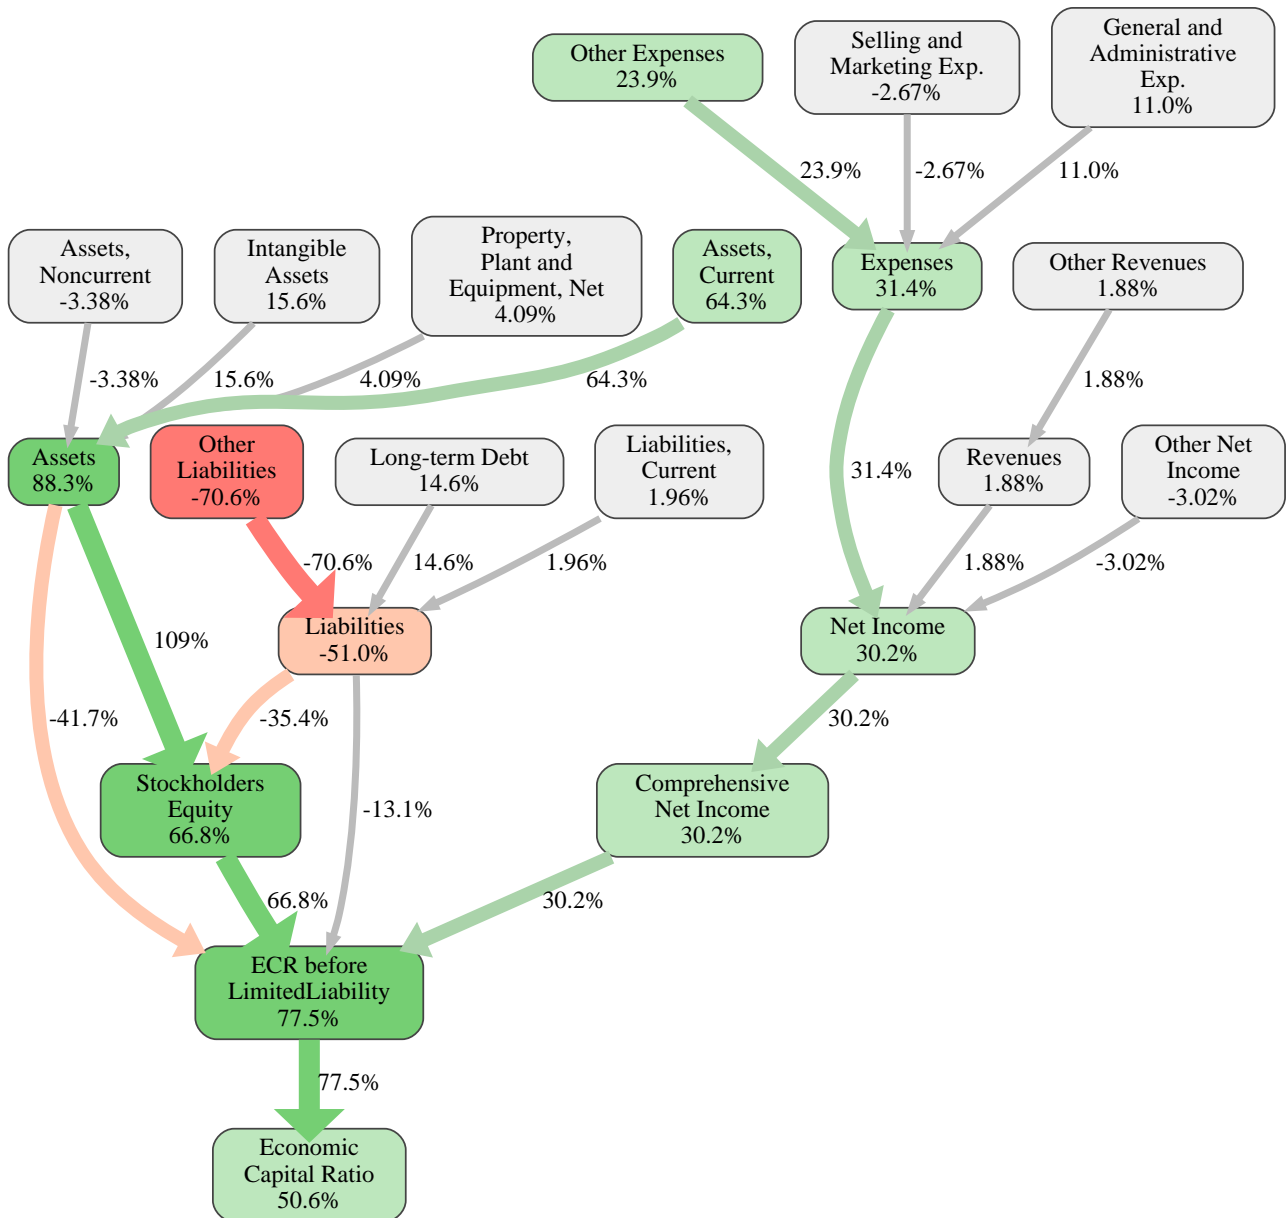 Other Expenses
23.9%
Selling and
Marketing Exp.
-2.67%
General and
Administrative
Exp.
11.0%
23.9%
-2.67%
11.0%
Assets,
Noncurrent
-3.38%
Intangible
Assets
15.6%
Property,
Plant and
Equipment, Net
4.09%
Assets,
Current
64.3%
Expenses
31.4%
Other Revenues
1.88%
-3.38%
15.6%
4.09%
64.3%
1.88%
Assets
88.3%
Other
Liabilities
-70.6%
Long-term Debt
14.6%
Liabilities,
Current
1.96%
31.4%
Revenues
1.88%
Other Net
Income
-3.02%
-70.6%
14.6%
1.96%
1.88%
-3.02%
109%
Liabilities
-51.0%
Net Income
30.2%
-41.7%
-35.4%
30.2%
Stockholders
Equity
66.8%
-13.1%
Comprehensive
Net Income
30.2%
66.8%
30.2%
ECR before
LimitedLiability
77.5%
77.5%
Economic
Capital Ratio
50.6%